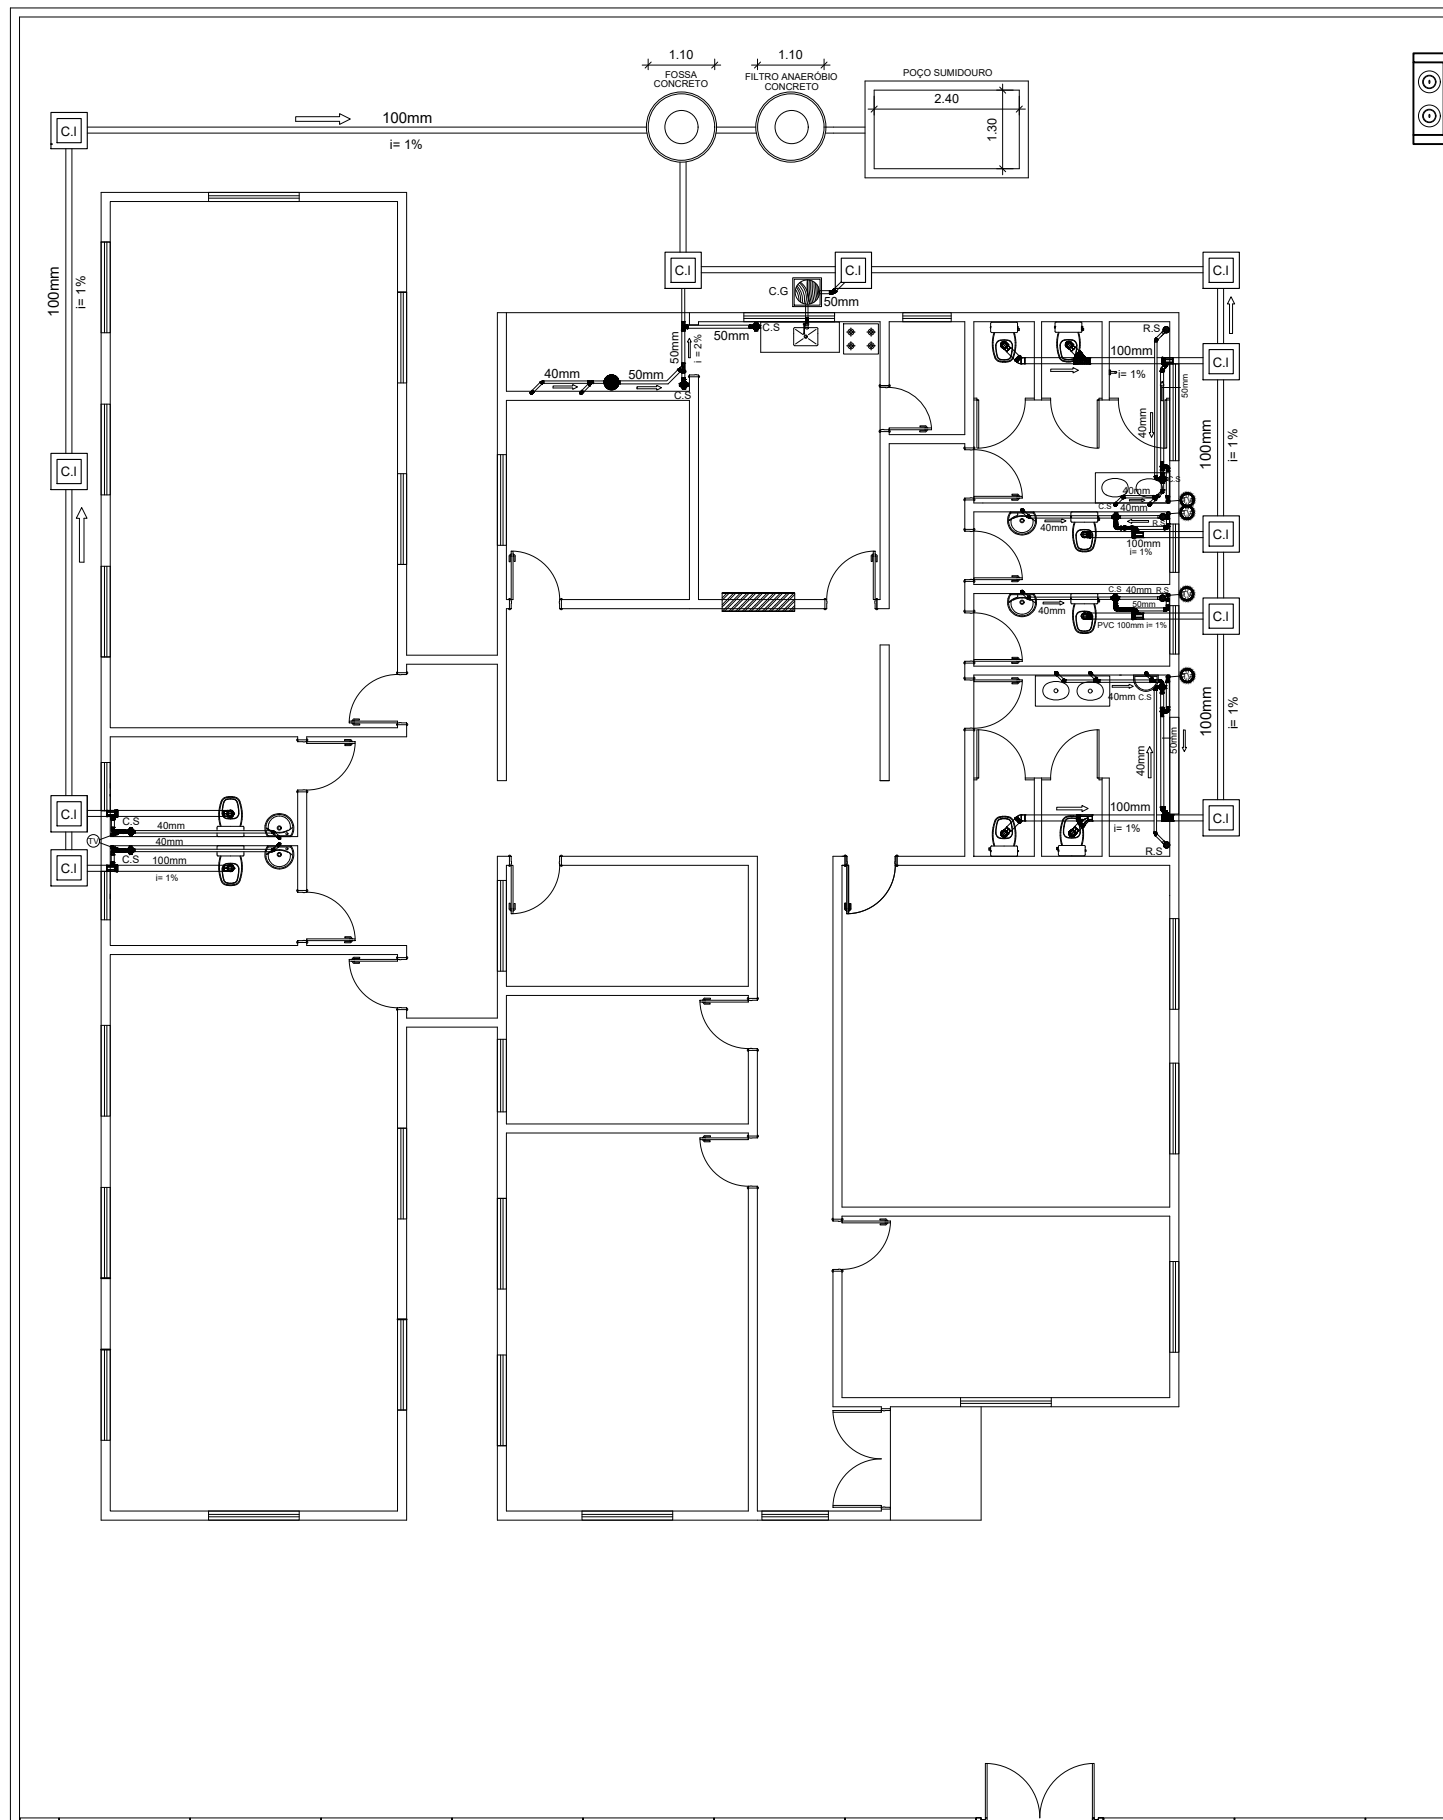 1.10
1.10
FOSSA
CONCRETO
FILTRO ANAERÓBIO
CONCRETO
POÇO SUMIDOURO
2.40
1.30
C.I
100mm
i= 1%
100mm
i= 1%
C.I
C.I
C.I
C.G
50mm
C.S
50mm
50mm
i = 2%
40mm
50mm
C.S
R.S
100mm
i= 1%
50mm
40mm
C.I
100mm
i= 1%
C.I
C.S
40mm
C.S
40mm
40mm
R.S
100mm
i= 1%
C.I
C.S
40mm
R.S
40mm
50mm
PVC 100mm i= 1%
C.I
40mm
C.S
100mm
i= 1%
50mm
40mm
100mm
i= 1%
R.S
C.I
C.I
C.S
40mm
TV
40mm
C.S
100mm
i= 1%
C.I